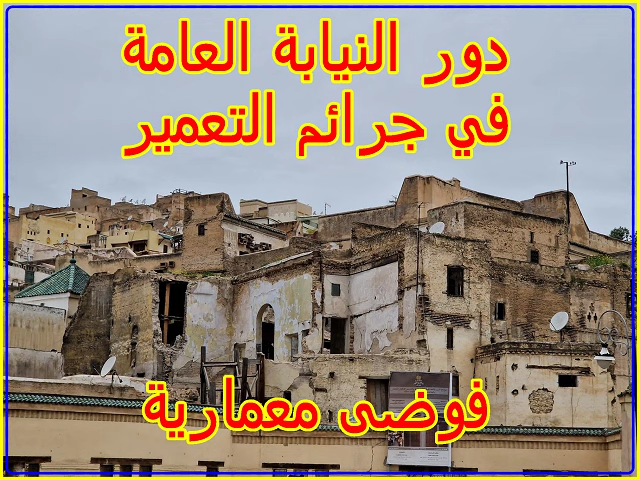 دور النيابة العامة
في جرائم التعمير
فوضى معمارية